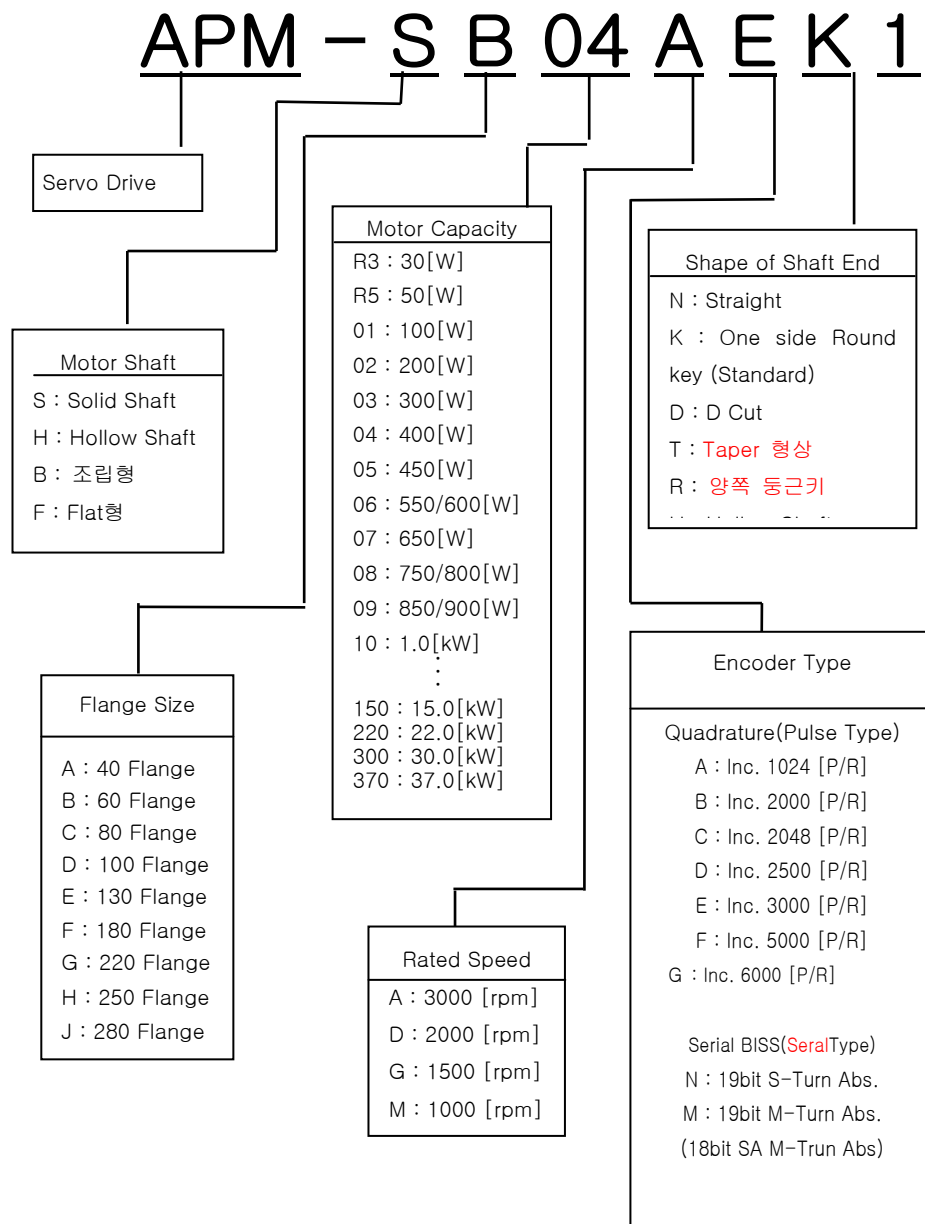 APM - S B 04 A E K 1
Servo Drive
Motor Shaft
S : Solid Shaft
H : Hollow Shaft
B : 조립형
F : Flat형
Flange Size
A : 40 Flange
B : 60 Flange
C : 80 Flange
D : 100 Flange
E : 130 Flange
F : 180 Flange
G : 220 Flange
H : 250 Flange
J : 280 Flange
Motor Capacity
R3 : 30[W]
R5 : 50[W]
01 : 100[W]
02 : 200[W]
03 : 300[W]
04 : 400[W]
05 : 450[W]
06 : 550/600[W]
07 : 650[W]
08 : 750/800[W]
09 : 850/900[W]
10 : 1.0[kW]
⋮
150 : 15.0[kW]
220 : 22.0[kW]
300 : 30.0[kW]
370 : 37.0[kW]
Rated Speed
A : 3000 [rpm]
D : 2000 [rpm]
G : 1500 [rpm]
M : 1000 [rpm]
Shape of Shaft End
N : Straight
K : One side Round
key (Standard)
D : D Cut
T : Taper 형상
R : 양쪽 둥근키
Encoder Type
Quadrature(Pulse Type)
A : Inc. 1024 [P/R]
B : Inc. 2000 [P/R]
C : Inc. 2048 [P/R]
D : Inc. 2500 [P/R]
E : Inc. 3000 [P/R]
F : Inc. 5000 [P/R]
G : Inc. 6000 [P/R]
Serial BISS(SeralType)
N : 19bit S-Turn Abs.
M : 19bit M-Turn Abs.
(18bit SA M-Trun Abs)